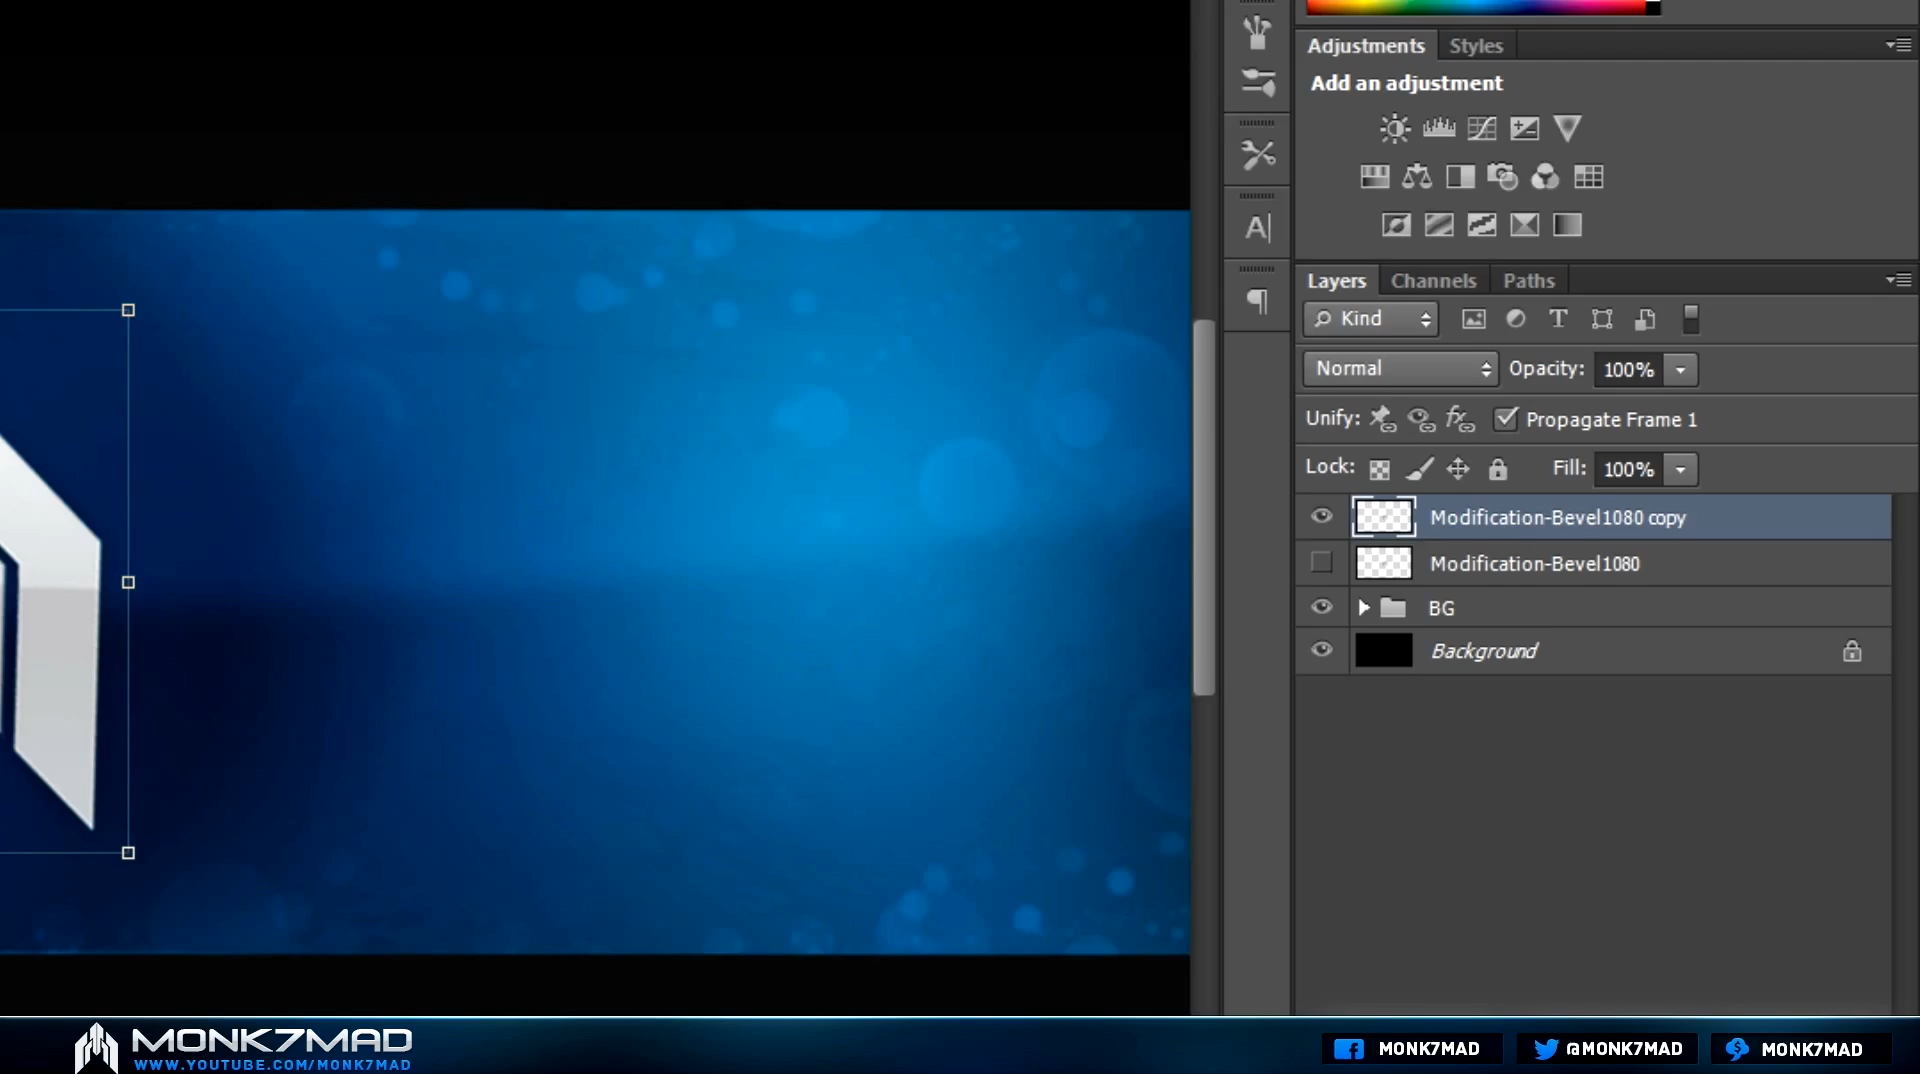 Adjustments Styles
Add an adjustment
A|
Layers Channels Paths
Kind
T
Normal Opacity: 100%
Unify: fx Propagate Frame 1
Lock: Fill: 100%
Modification-Bevel1080 copy
Modification-Bevel1080
BG
Background
MONK7MAD
WWW.YOUTUBE.COM/MONK7MAD
MONK7MAD @MONK7MAD MONK7MAD